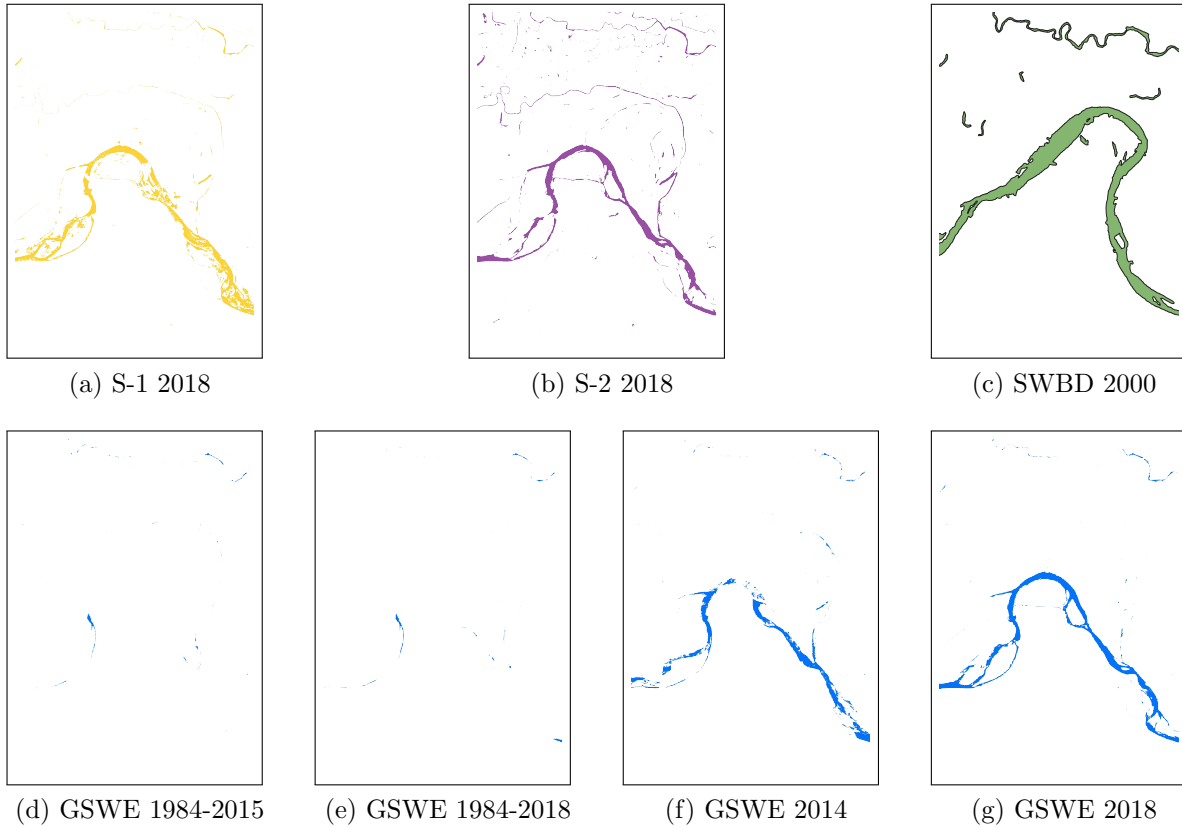 (a) S-1 2018
(b) S-2 2018
(c) SWBD 2000
(d) GSWE 1984-2015
(e) GSWE 1984-2018
(f) GSWE 2014
(g) GSWE 2018